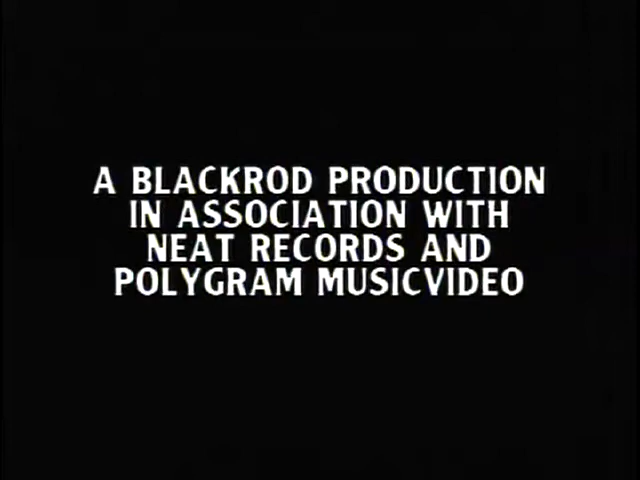 A BLACKROD PRODUCTION
IN ASSOCIATION WITH
NEAT RECORDS AND
POLYGRAM MUSICVIDEO